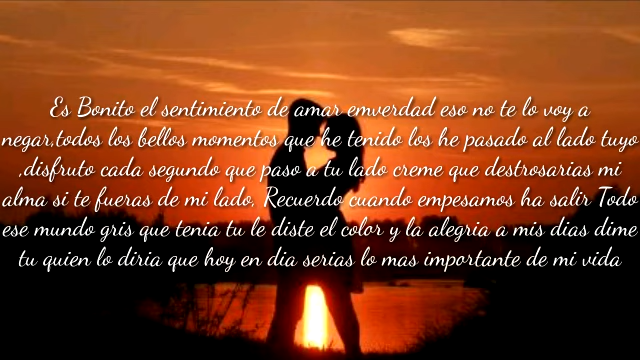 Es Bonito el sentimiento de amar emverdad eso no te lo voy a
negar,todos los bellos momentos que he tenido los he pasado al lado tuyo
,disfruto cada segundo que paso a tu lado creme que destrosarias mi
alma si te fueras de mi lado, Recuerdo cuando empesamos ha salir Todo
ese mundo gris que tenia tu le diste el color y la alegria a mis dias dime
tu quien lo diria que hoy en dia serias lo mas importante de mi vida